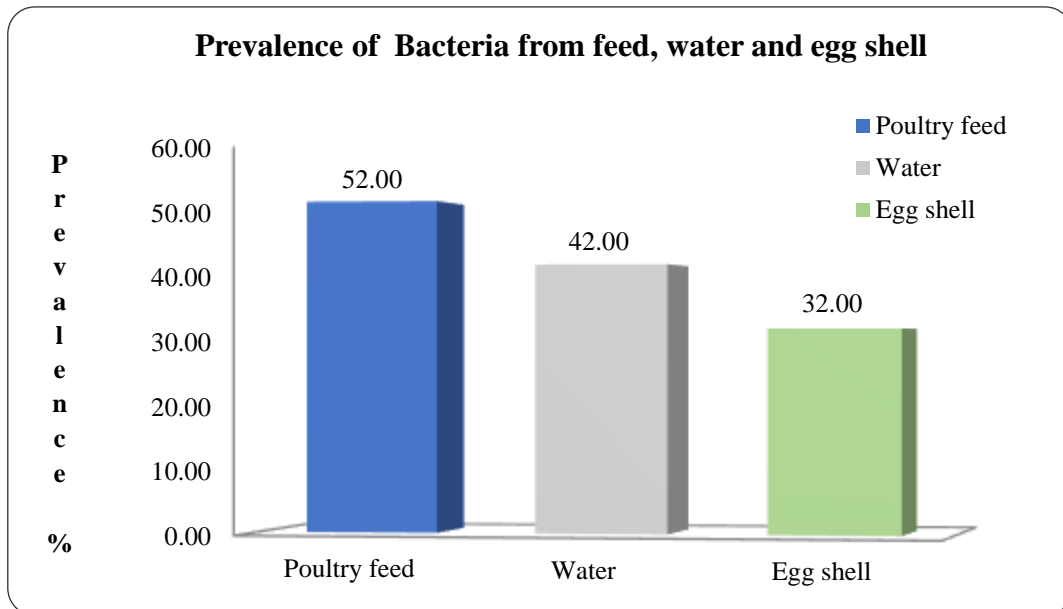 Prevalence of  Bacteria from feed, water and egg shell
Poultry feed
Water
Egg shell
Prevalence %
60.00
50.00
40.00
30.00
20.00
10.00
0.00
52.00
42.00
32.00
Poultry feed
Water
Egg shell